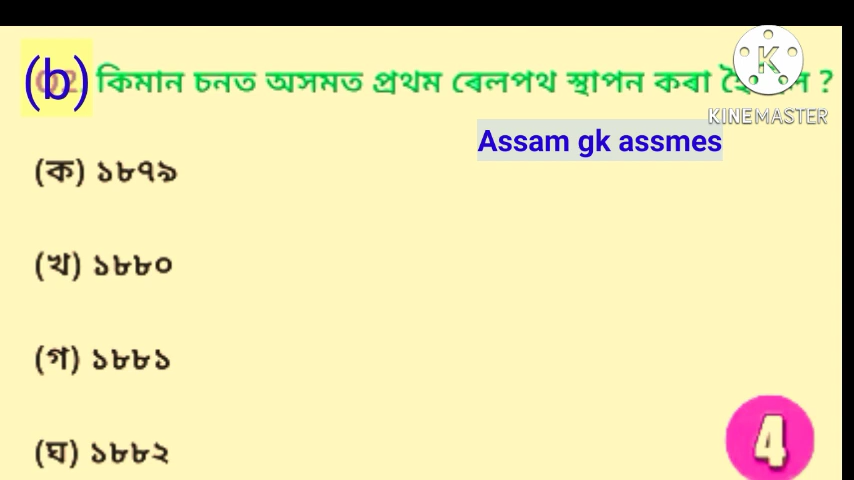 (b) কিমান চনত অসমত প্ৰথম ৰেলপথ স্থাপন কৰা ?
KINEMASTER
Assam gk assmes
(ক) ১৮৭৯
(খ) ১৮৮০
(গ) ১৮৮১
(ঘ) ১৮৮২
4